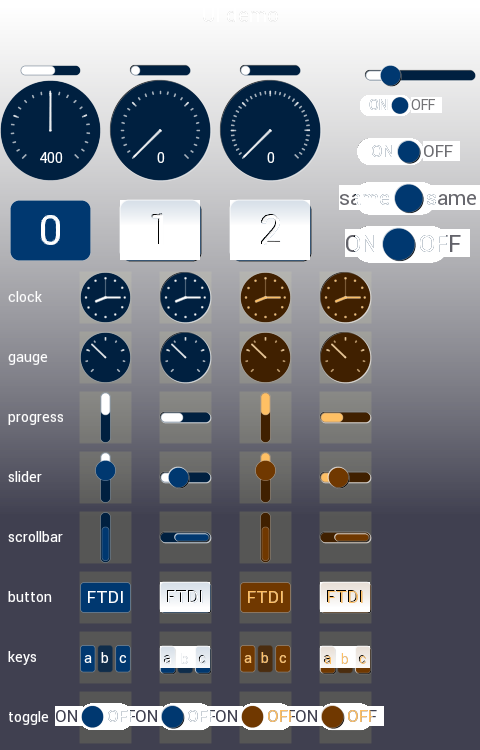 ON OFF
ON OFF
400 0 0
same same
0 1 2
ON OFF
clock
gauge
progress
slider
scrollbar
button FTDI FTDI FTDI FTDI
keys a b c a b c a b c a b c
toggle ON OFF ON OFF ON OFF ON OFF